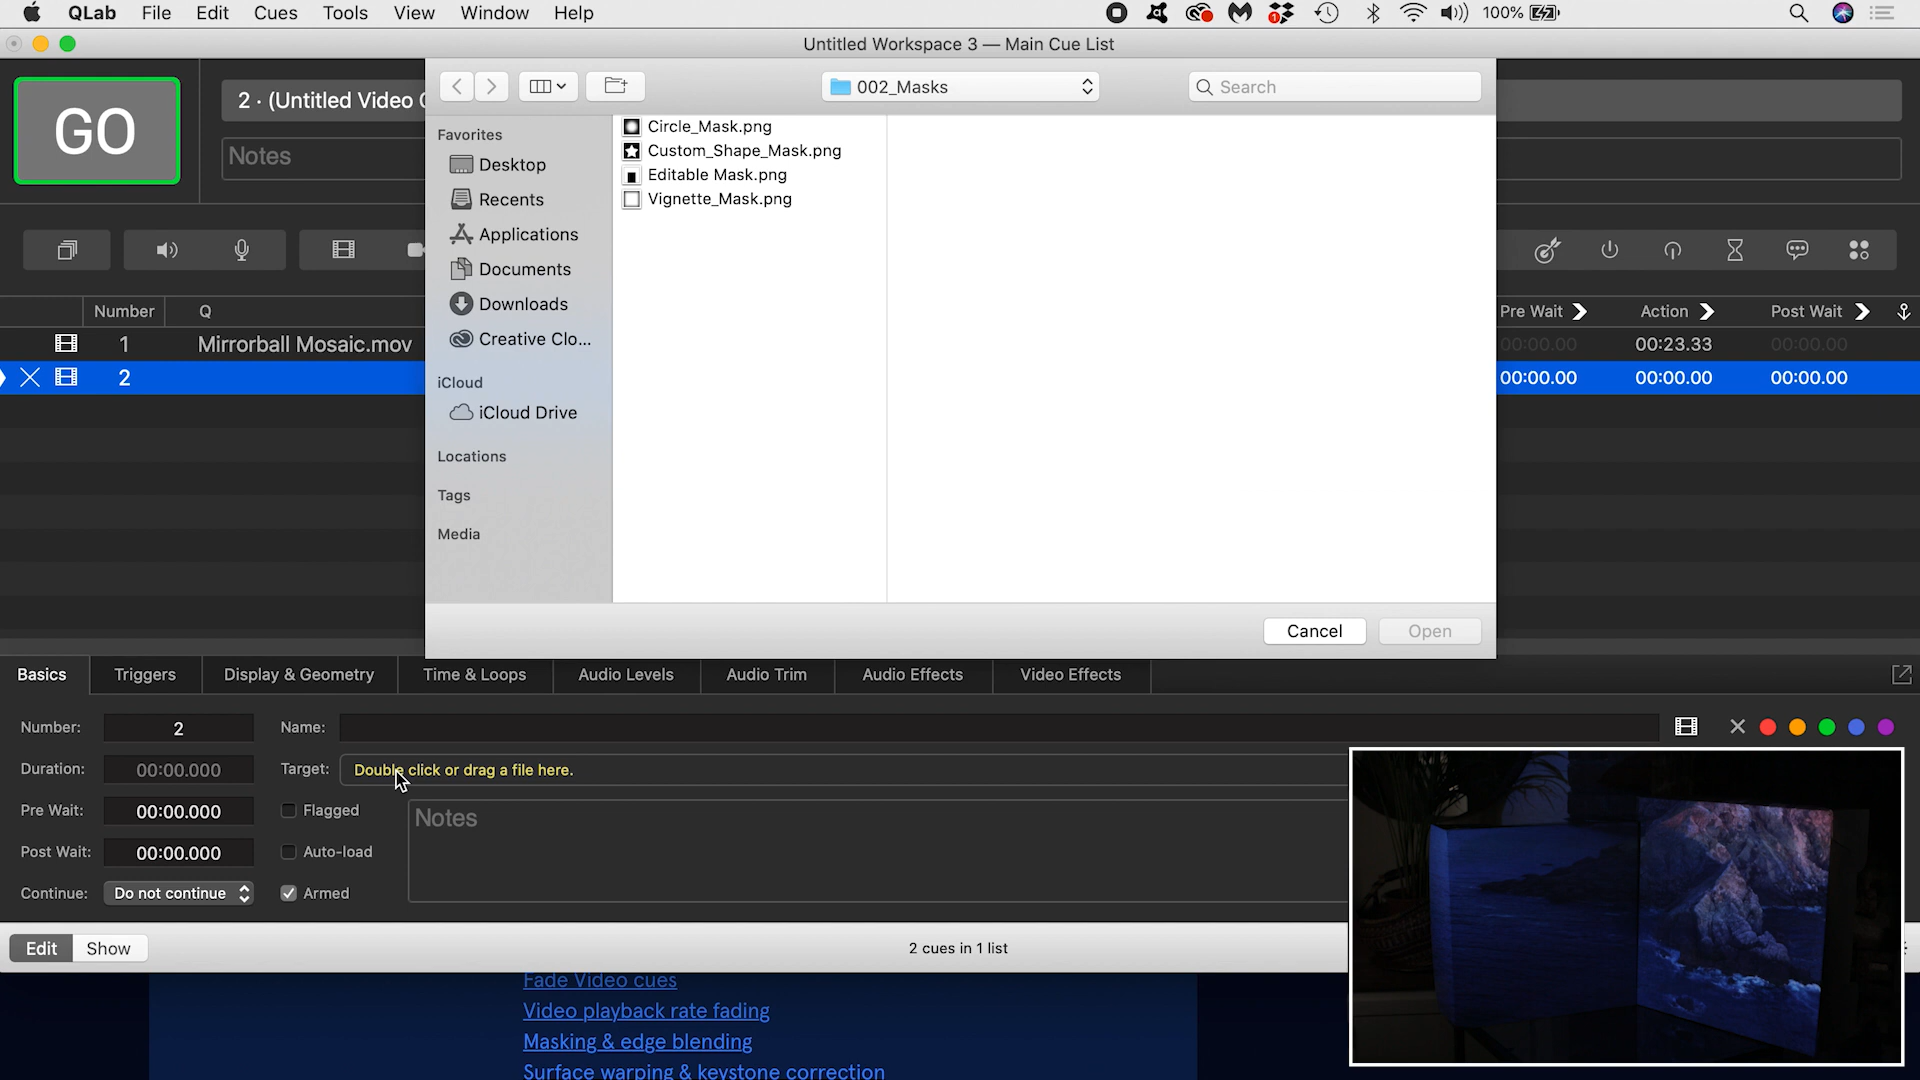 QLab File Edit Cues Tools View Window Help 1 100%
Untitled Workspace 3 — Main Cue List
GO
2 · (Untitled Video
Notes
002_Masks
Search
Favorites
Desktop
Recents
Applications
Documents
Downloads
Creative Clo...
iCloud
iCloud Drive
Locations
Tags
Media
Circle_Mask.png
Custom_Shape_Mask.png
Editable Mask.png
Vignette_Mask.png
Cancel Open
Number Q Pre Wait Action Post Wait
1 Mirrorball Mosaic.mov 00:00.00 00:23.33 00:00.00
2 00:00.00 00:00.00 00:00.00
Basics Triggers Display & Geometry Time & Loops Audio Levels Audio Trim Audio Effects Video Effects
Number: 2 Name:
Duration: 00:00.000 Target: Double click or drag a file here.
Pre Wait: 00:00.000 Flagged Notes
Post Wait: 00:00.000 Auto-load
Continue: Do not continue Armed
Edit Show 2 cues in 1 list
Fade Video cues
Video playback rate fading
Masking & edge blending
Surface warping & keystone correction